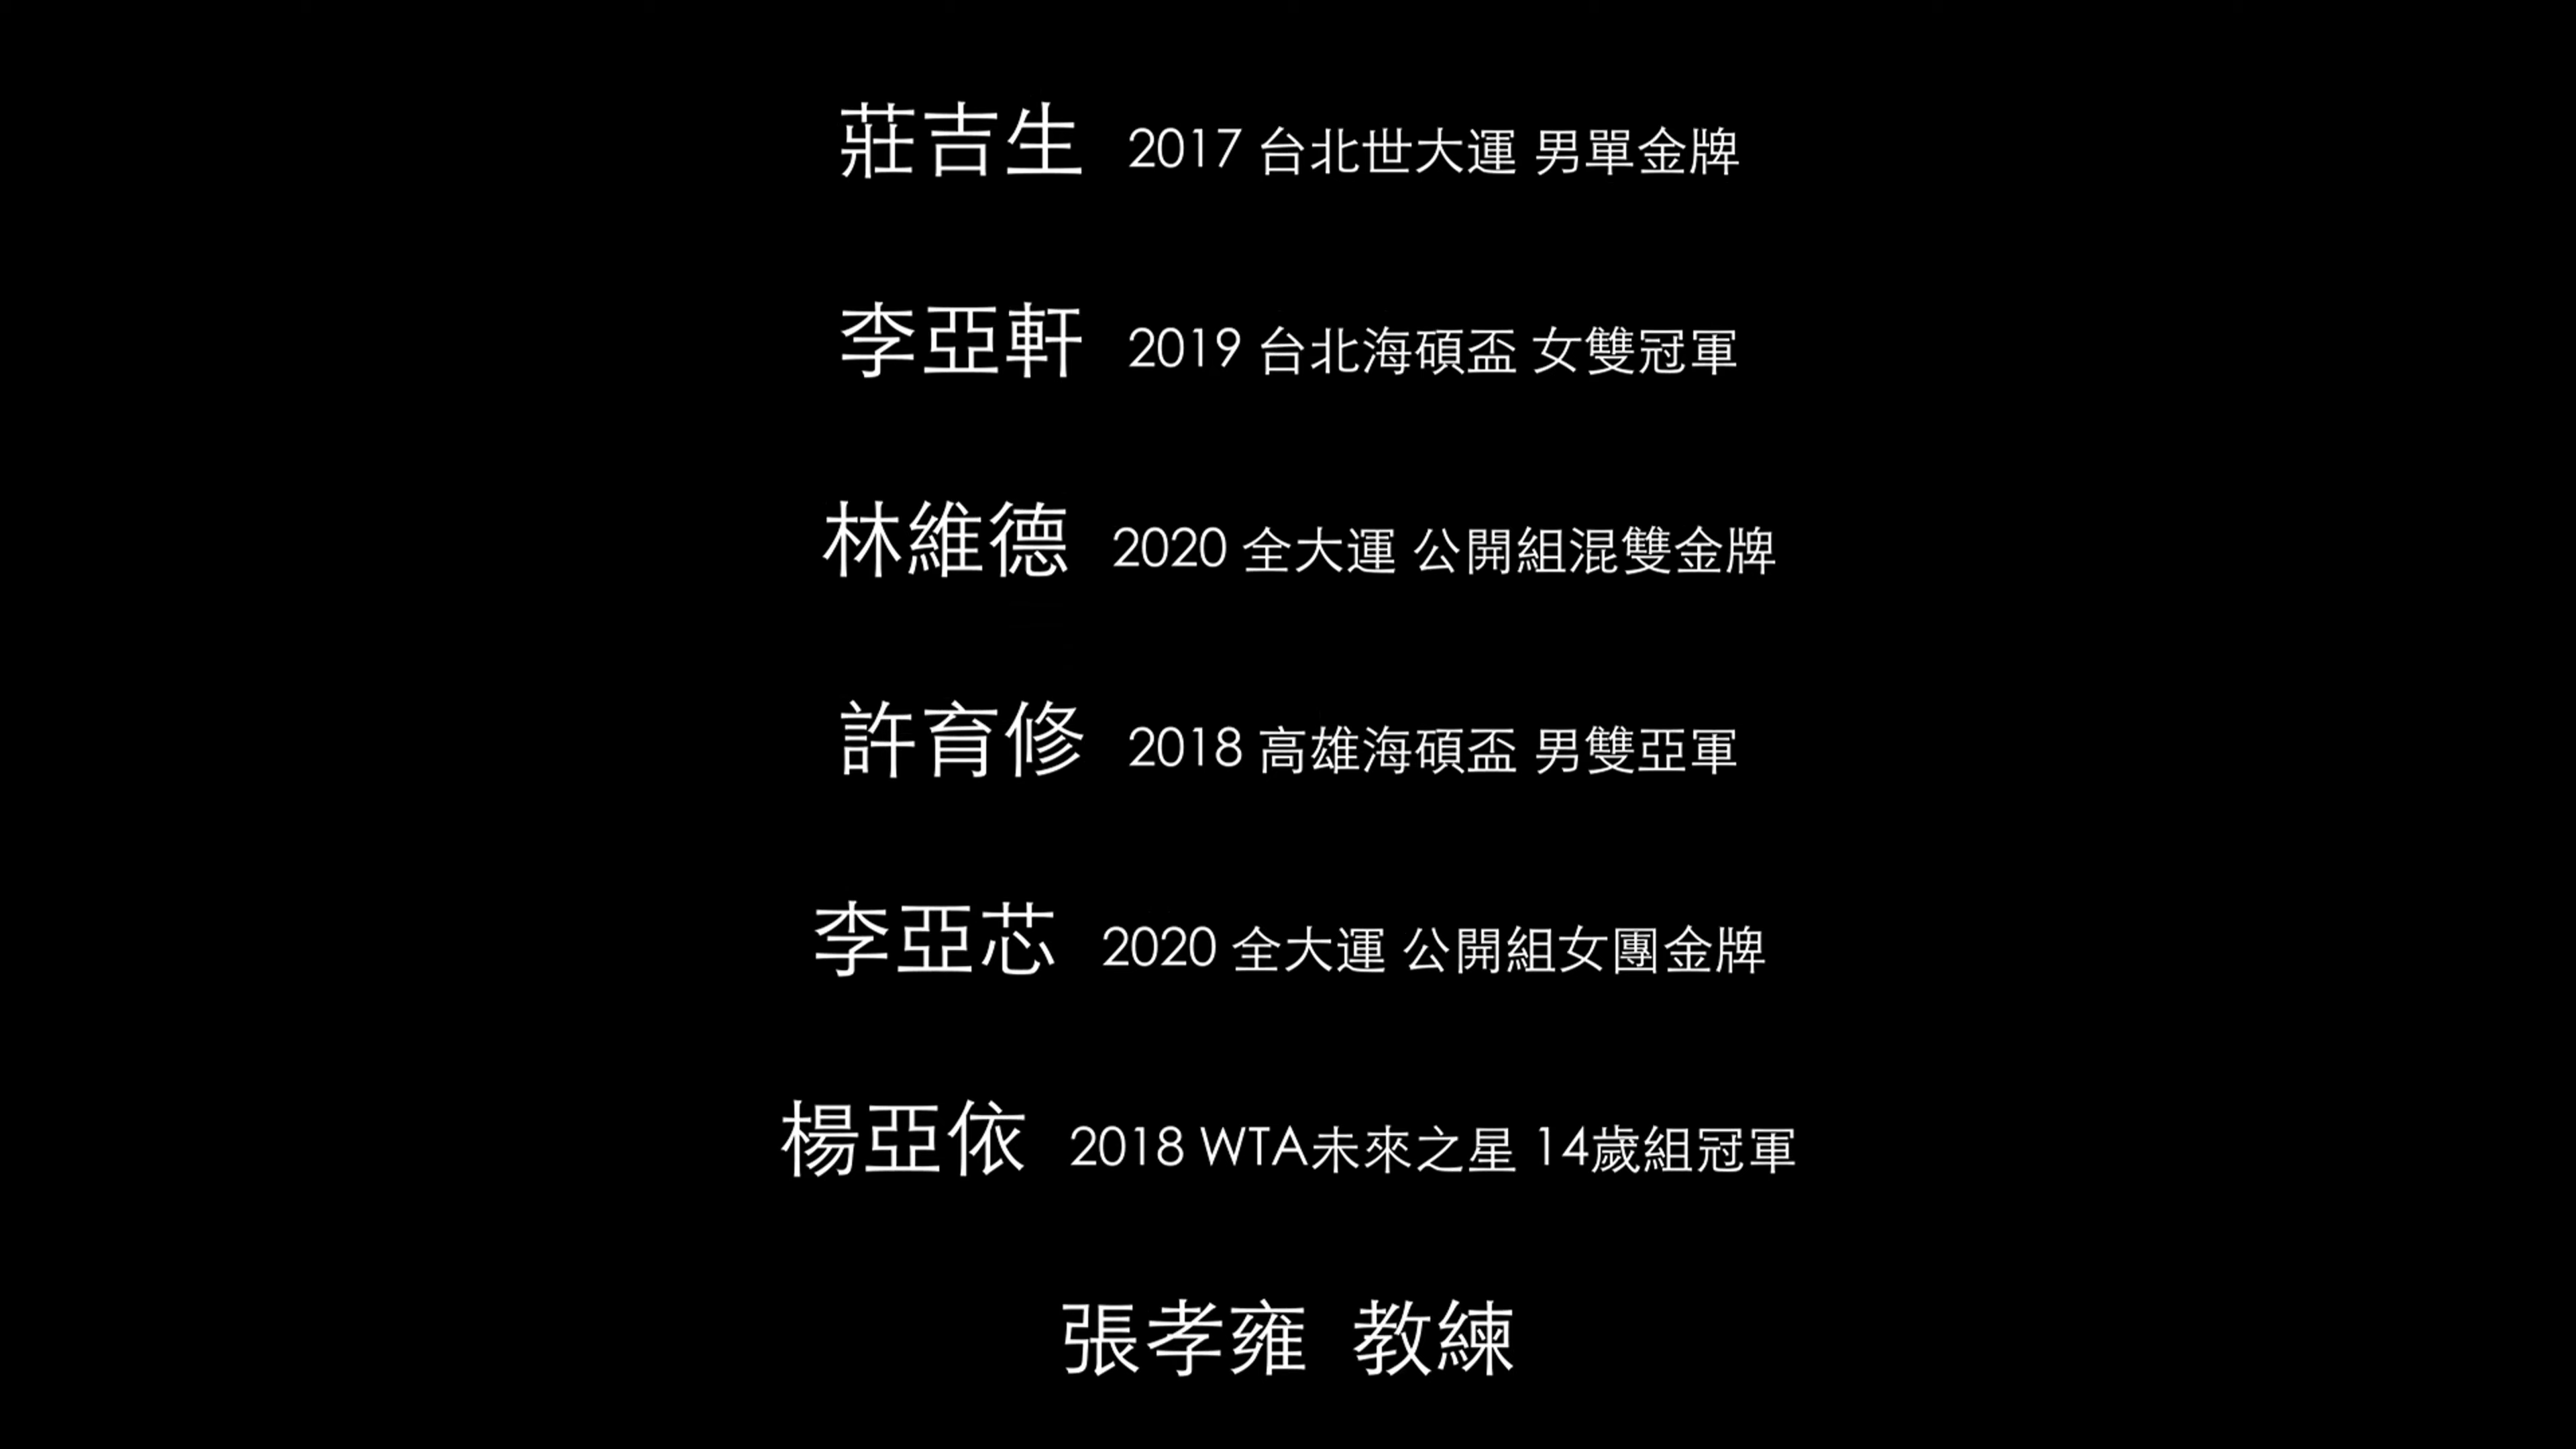 莊吉生 2017 台北世大運 男單金牌
李亞軒 2019 台北海碩盃 女雙冠軍
林維德 2020 全大運 公開組混雙金牌
許育修 2018 高雄海碩盃 男雙亞軍
李亞芯 2020 全大運 公開組女團金牌
楊亞依 2018 WTA未來之星 14歲組冠軍
張孝雍 教練